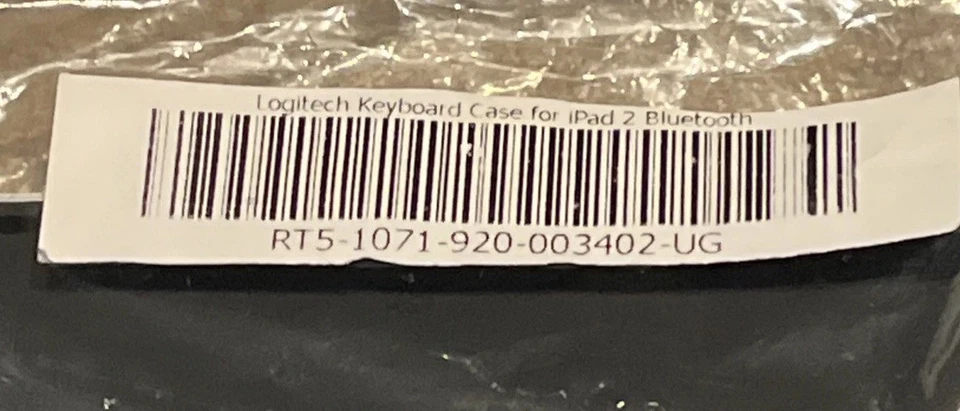 Logitech Keyboard Case for iPad 2 Bluetooth
RT5-1071-920-003402-UG